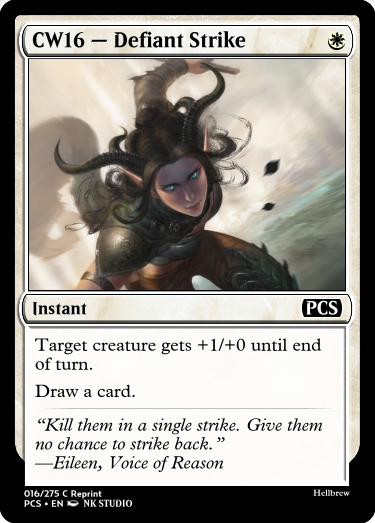 CW16 — Defiant Strike
Instant
PCS
Target creature gets +1/+0 until end
of turn.
Draw a card.
“Kill them in a single strike. Give them
no chance to strike back.”
—Eileen, Voice of Reason
016/275 C Reprint
Hellbrew
PCS • EN NK STUDIO